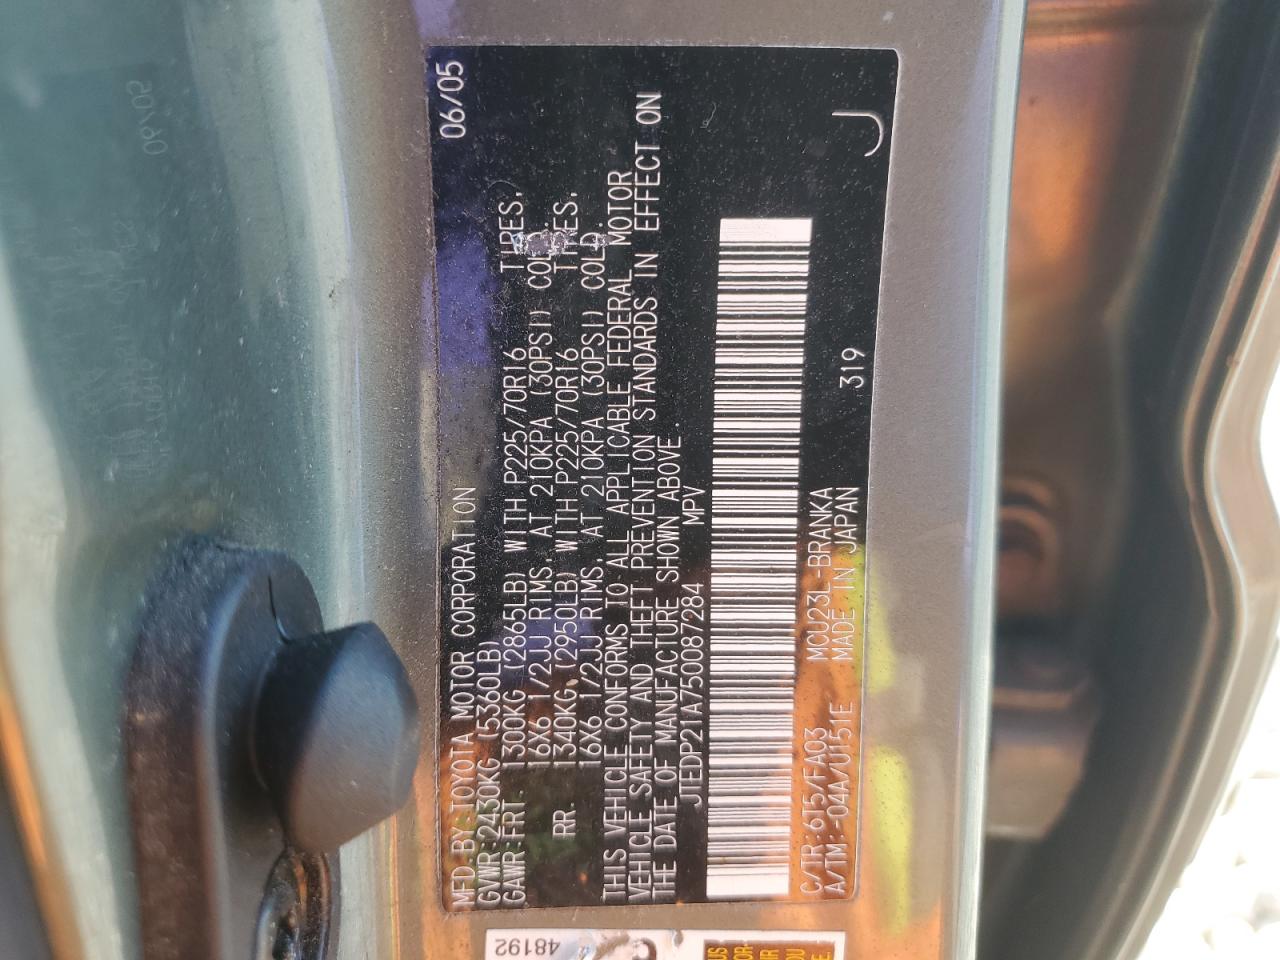 MFD. BY: TOYOTA MOTOR CORPORATION 06/05
GVWR: 2430KG (5360LB)
GAWR: FRT. 1300KG (2865LB) WITH P225/70R16 TIRES,
16X6 1/2JJ RIMS, AT 210KPA (30PSI) COLD.
RR. 1340KG (2950LB) WITH P225/70R16 TIRES,
16X6 1/2JJ RIMS, AT 210KPA (30PSI) COLD.
THIS VEHICLE CONFORMS TO ALL APPLICABLE FEDERAL MOTOR
VEHICLE SAFETY AND THEFT PREVENTION STANDARDS IN EFFECT ON
THE DATE OF MANUFACTURE SHOWN ABOVE.
JTEDP21A750087284 MPV
C/TR: 6T5/FA03 MCU23L-BRANKA 319 J
A/TM: -04A/U151E MADE IN JAPAN
48192